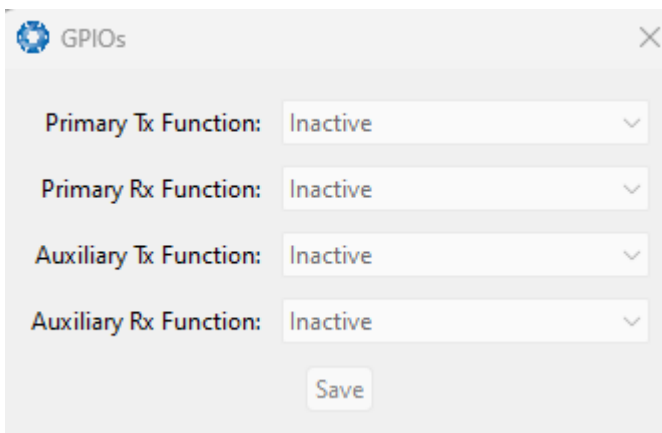 GPIOs
Primary Tx Function: Inactive
Primary Rx Function: Inactive
Auxiliary Tx Function: Inactive
Auxiliary Rx Function: Inactive
Save